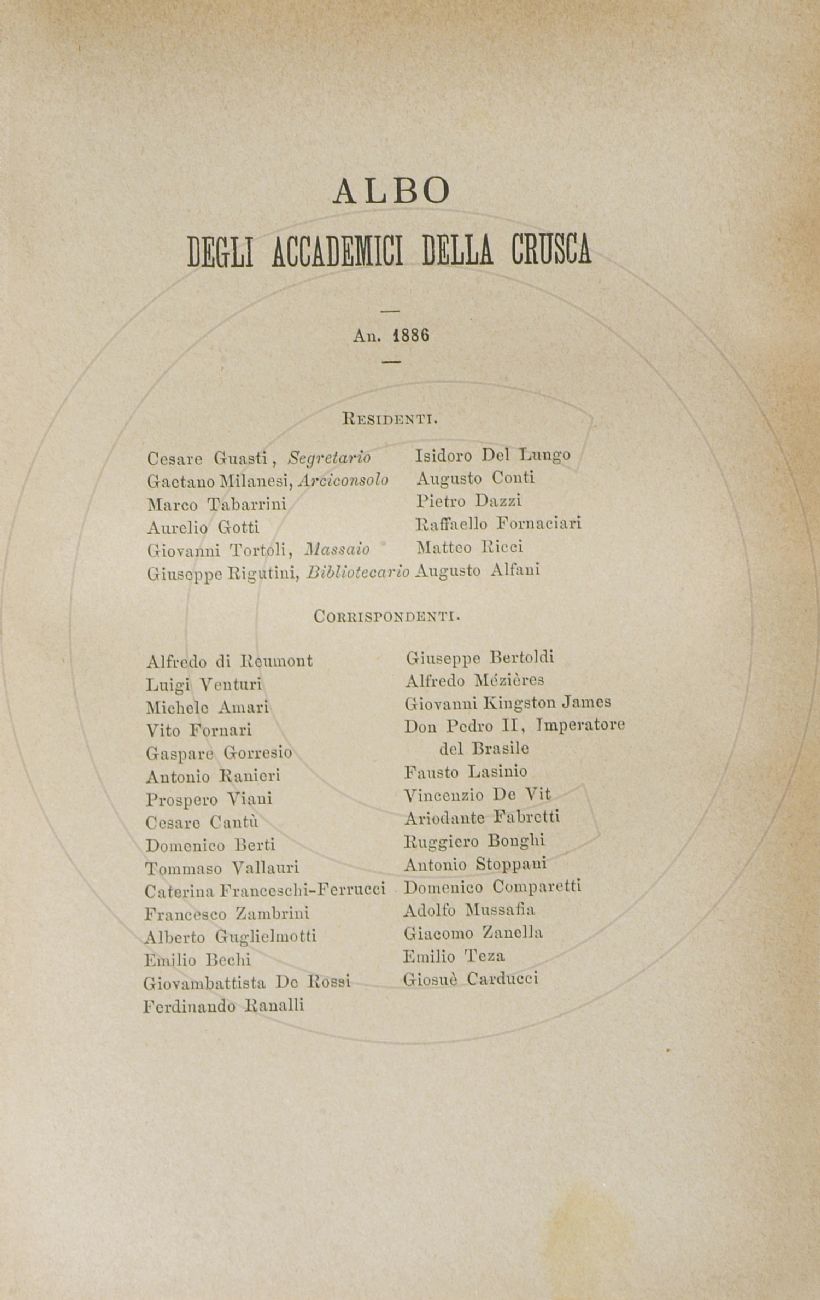 ALBO
DEGLI ACCADEMICI DELLA CRUSCA
An. 1886
Residenti.
Cesare Guasti, Segretario
Gaetano Milanesi, Arciconsolo
Marco Tabarrini
Aurelio Gotti
Giovanni Tortoli, Massaio
Giuseppe Rigutini, Bibliotecario
Isidoro Del Lungo
Augusto Conti
Pietro Dazzi
Raffaello Fornaciari
Matteo Ricci
Augusto Alfani
Corrispondenti.
Alfredo di Reumont
Luigi Venturi
Michele Amari
Vito Fornari
Gaspare Gorresio
Antonio Ranieri
Prospero Viani
Cesare Cantù
Domenico Berti
Tommaso Vallauri
Caterina Franceschi-Ferrucci
Francesco Zambrini
Alberto Guglielmotti
Emilio Bechi
Giovambattista De Rossi
Ferdinando Ranalli
Giuseppe Bertoldi
Alfredo Mézières
Giovanni Kingston James
Don Pedro II, Imperatore
del Brasile
Fausto Lasinio
Vincenzio De Vit
Ariodante Fabretti
Ruggiero Bonghi
Antonio Stoppani
Domenico Comparetti
Adolfo Mussafia
Giacomo Zanella
Emilio Teza
Giosuè Carducci